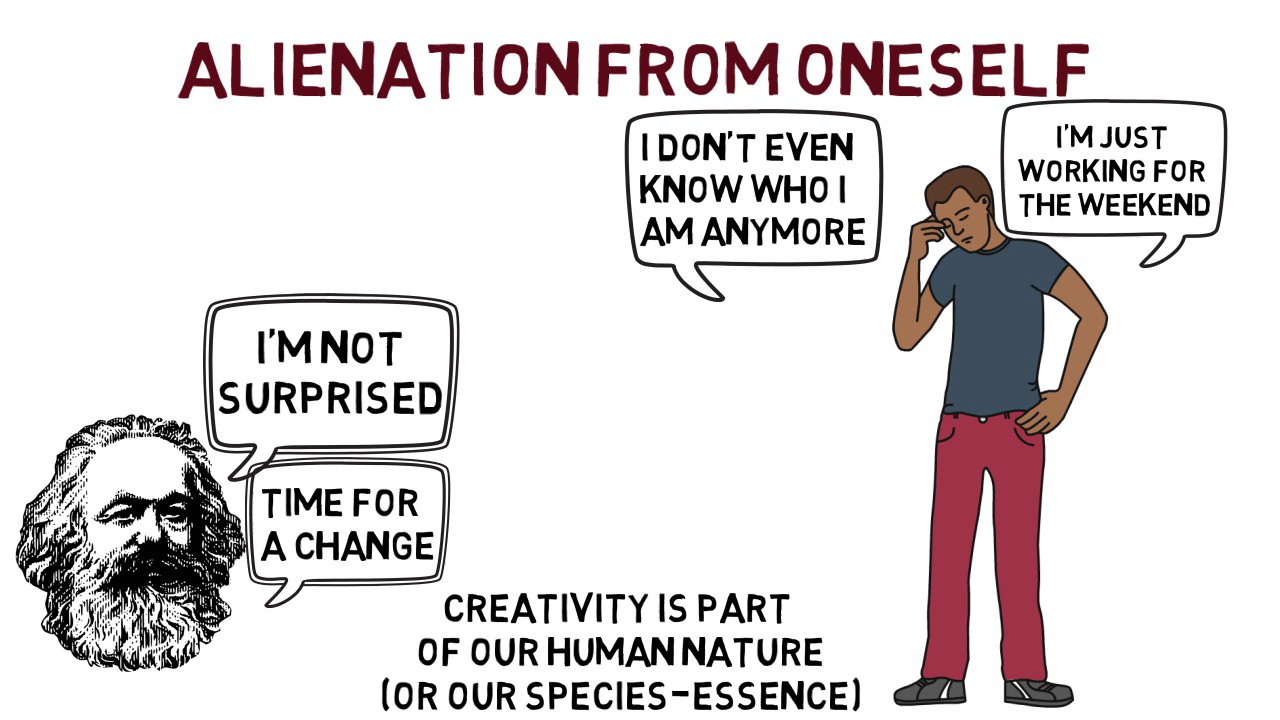 ALIENATION FROM ONESELF
I DON'T EVEN
KNOW WHO I
AM ANYMORE
I'M JUST
WORKING FOR
THE WEEKEND
I'M NOT
SURPRISED
TIME FOR
A CHANGE
CREATIVITY IS PART
OF OUR HUMAN NATURE
(OR OUR SPECIES-ESSENCE)